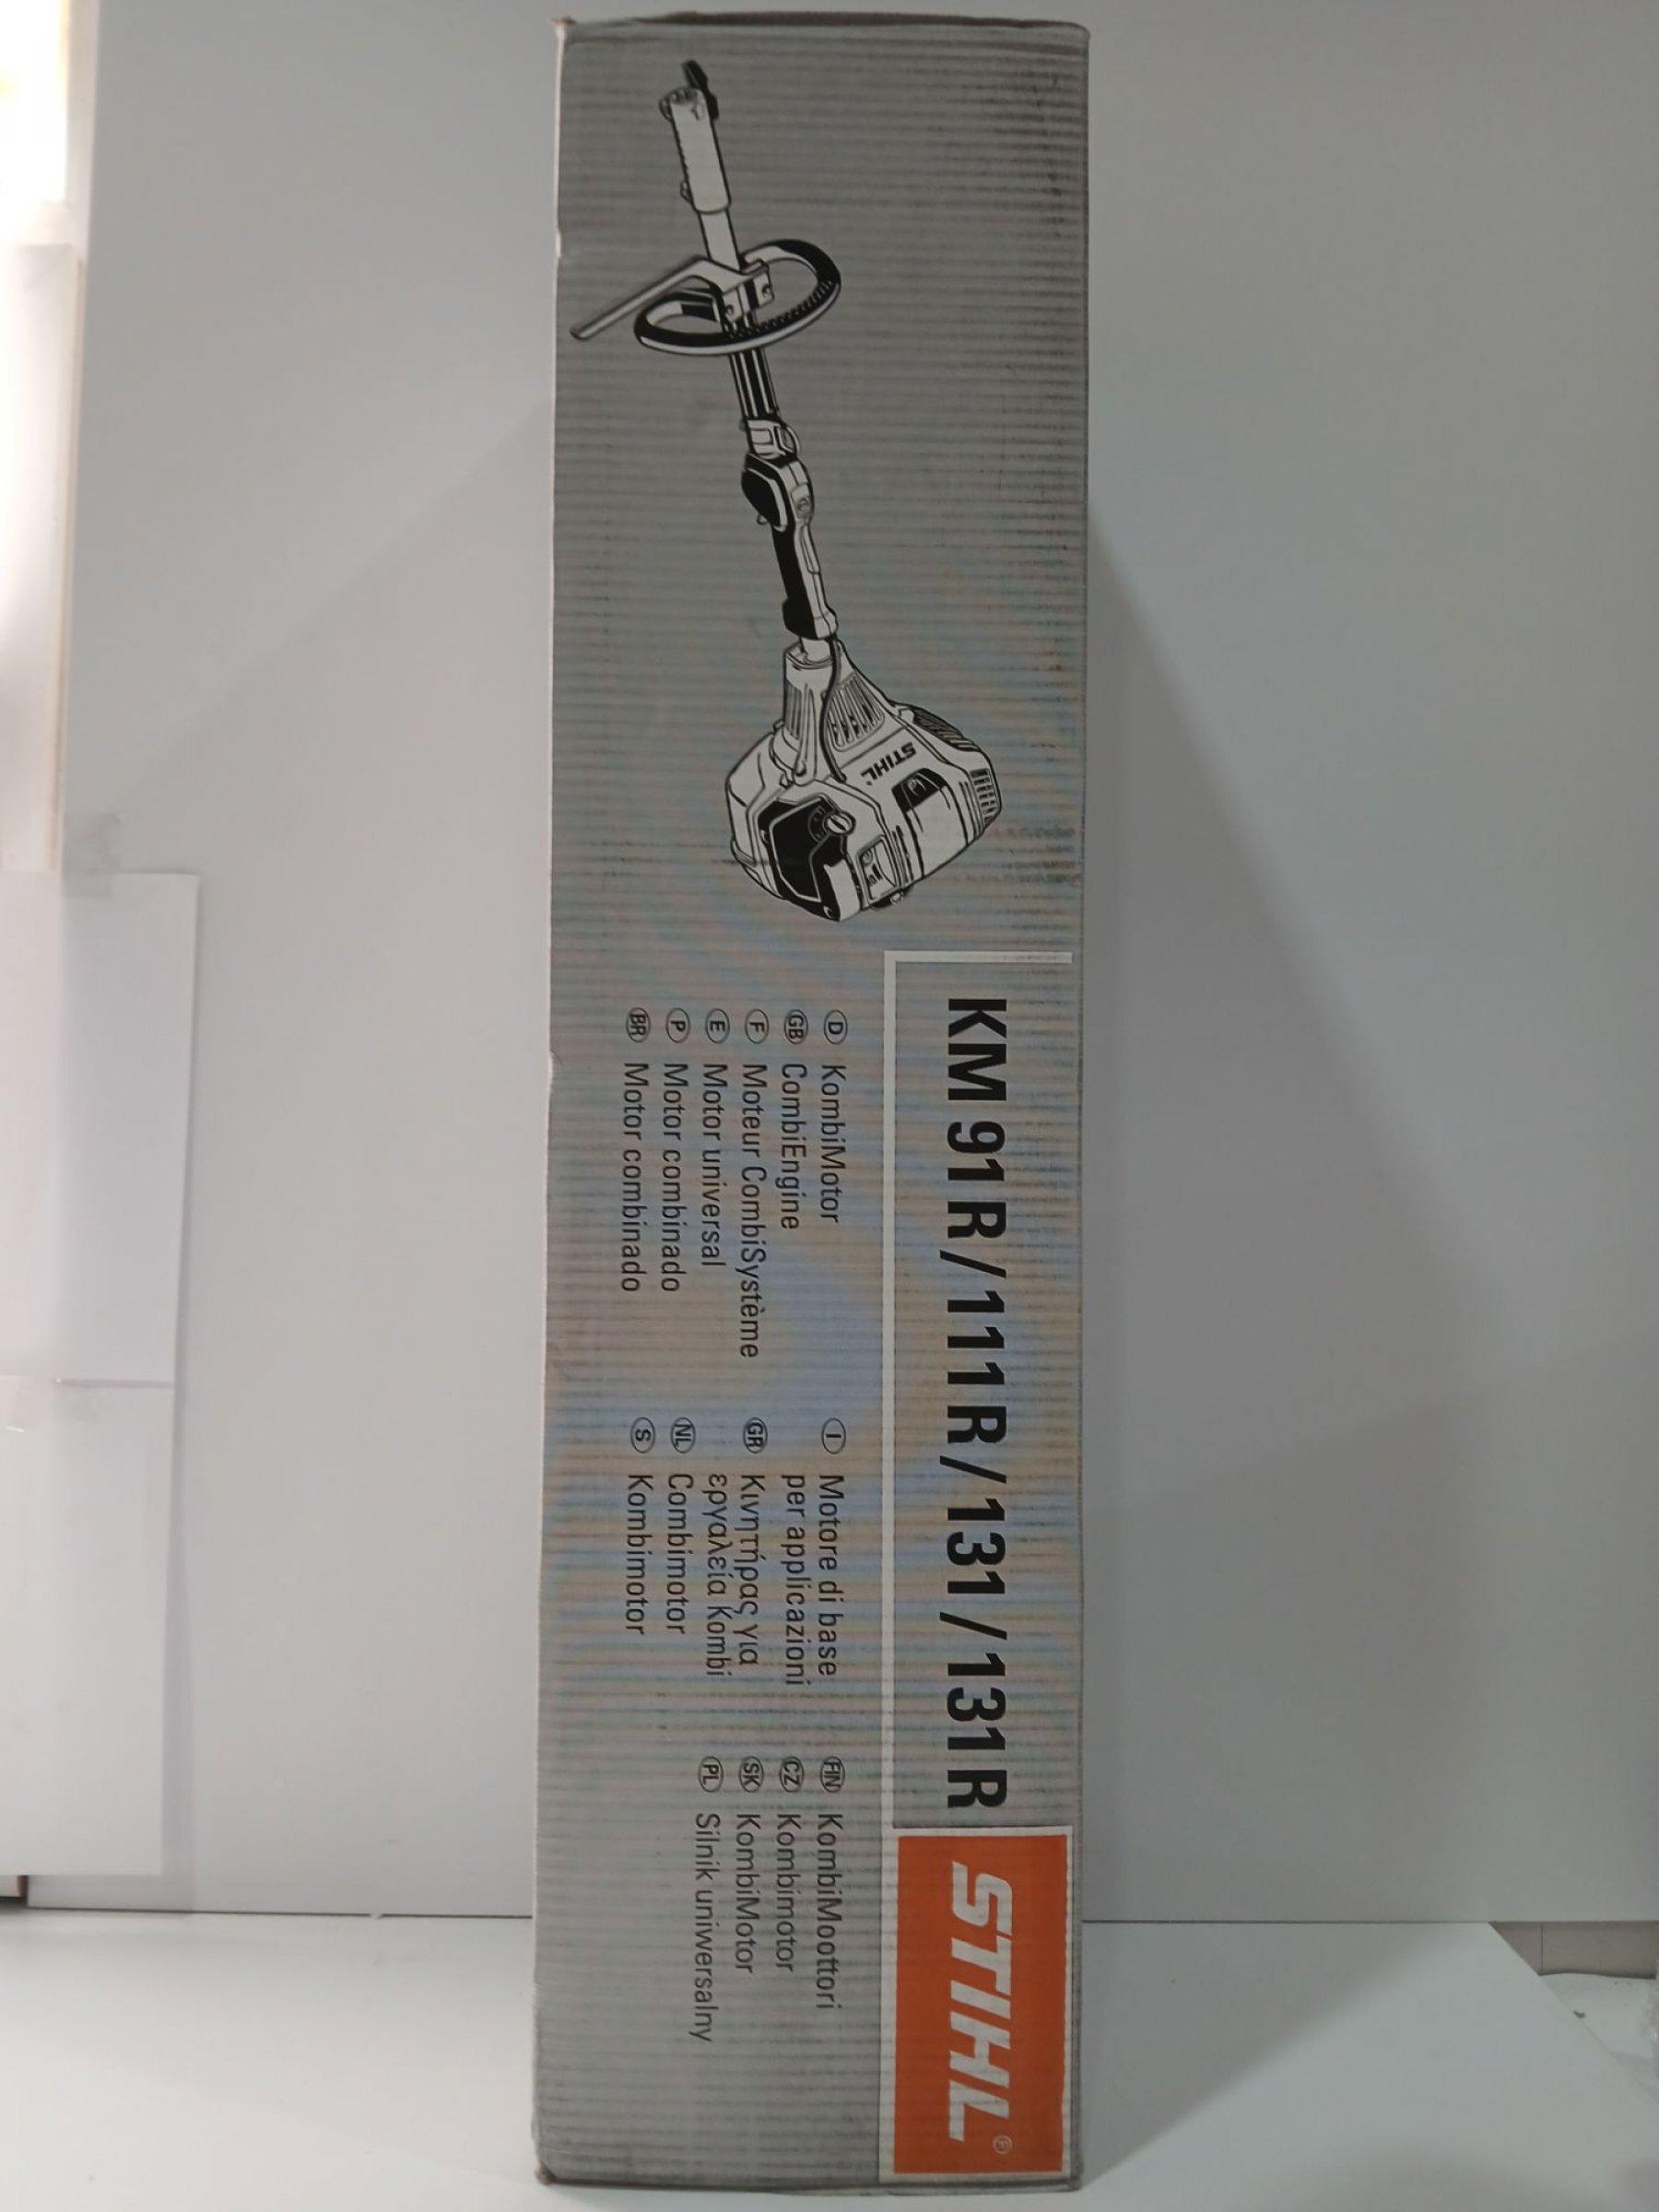 STIHL
KM 91 R / 111 R / 131 / 131 R
STIHL®
D KombiMotor
GB CombiEngine
F Moteur CombiSystème
E Motor universal
P Motor combinado
BR Motor combinado
I Motore di base
per applicazioni
GR Κινητήρας για
εργαλεία Kombi
NL Combimotor
S Kombimotor
FIN KombiMoottori
CZ Kombimotor
SK KombiMotor
PL Silnik uniwersalny